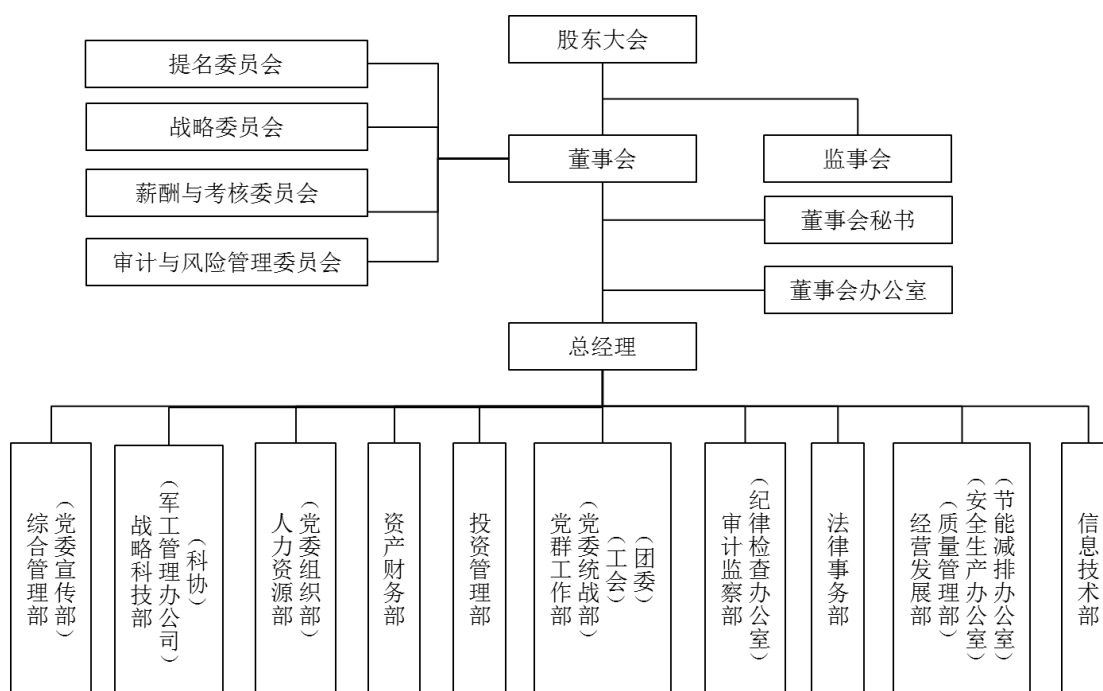 股东大会
提名委员会
战略委员会
董事会
监事会
薪酬与考核委员会
董事会秘书
审计与风险管理委员会
董事会办公室
总经理
综合管理部
（党委宣传部）
战略科技部
（军工管理办公司）
（科协）
人力资源部
（党委组织部）
资产财务部
投资管理部
党群工作部
（党委统战部）
（工会）
（团委）
审计监察部
（纪律检查办公室）
法律事务部
经营发展部
（质量管理部）
（安全生产办公室）
（节能减排办公室）
信息技术部